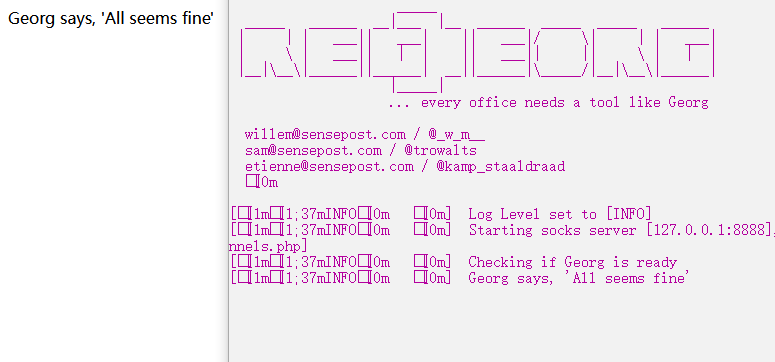 Georg says, 'All seems fine'
... every office needs a tool like Georg
willem@sensepost.com / @_w_m__
sam@sensepost.com / @trowalts
etienne@sensepost.com / @kamp_staaldraad
□[0m
[□[1m□[1;37mINFO□[0m □[0m] Log Level set to [INFO]
[□[1m□[1;37mINFO□[0m □[0m] Starting socks server [127.0.0.1:8888],
nnels.php]
[□[1m□[1;37mINFO□[0m □[0m] Checking if Georg is ready
[□[1m□[1;37mINFO□[0m □[0m] Georg says, 'All seems fine'